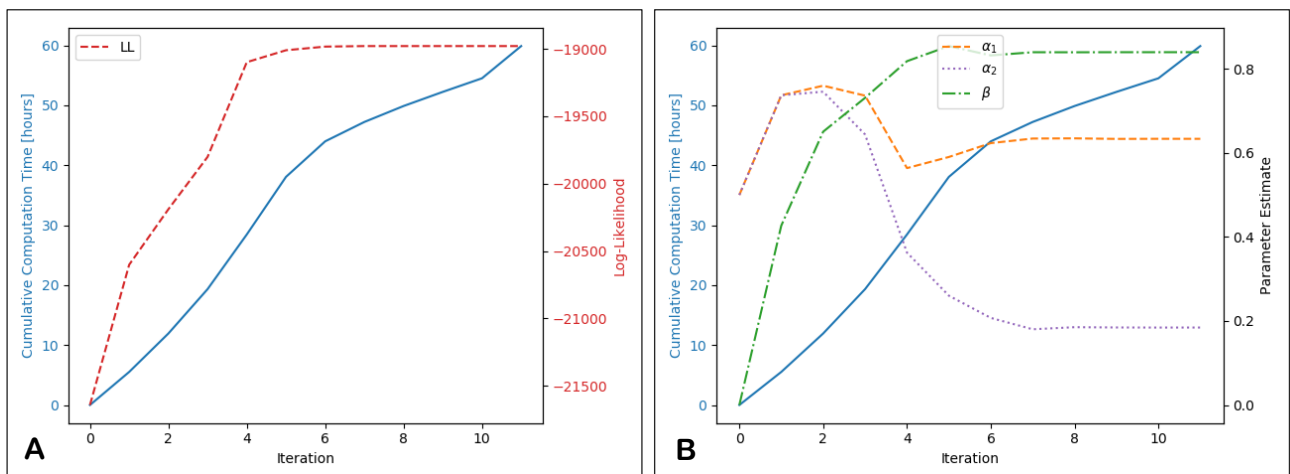 LL
60
50
40
30
20
10
0
Cumulative Computation Time [hours]
−19000
−19500
−20000
−20500
−21000
−21500
Log-Likelihood
0 2 4 6 8 10
Iteration
A
α₁
α₂
β
60
50
40
30
20
10
0
Cumulative Computation Time [hours]
0.8
0.6
0.4
0.2
0.0
Parameter Estimate
0 2 4 6 8 10
Iteration
B